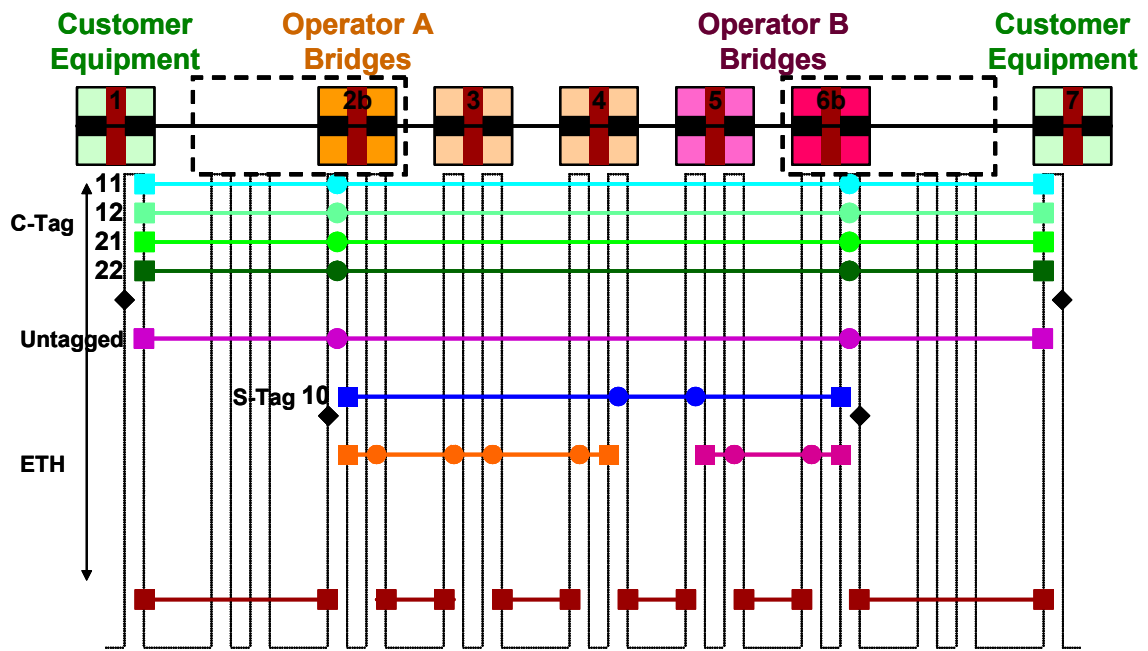 Customer Equipment
Operator A Bridges
Operator B Bridges
Customer Equipment
1
2b
3
4
5
6b
7
11
12
C-Tag
21
22
Untagged
S-Tag 10
ETH